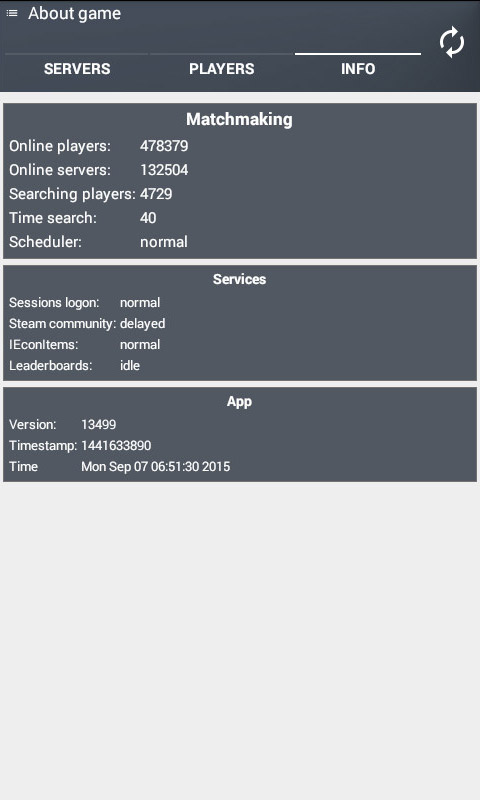 About game
SERVERS PLAYERS INFO
Matchmaking
Online players: 478379
Online servers: 132504
Searching players: 4729
Time search: 40
Scheduler: normal
Services
Sessions logon: normal
Steam community: delayed
IEconItems: normal
Leaderboards: idle
App
Version: 13499
Timestamp: 1441633890
Time Mon Sep 07 06:51:30 2015